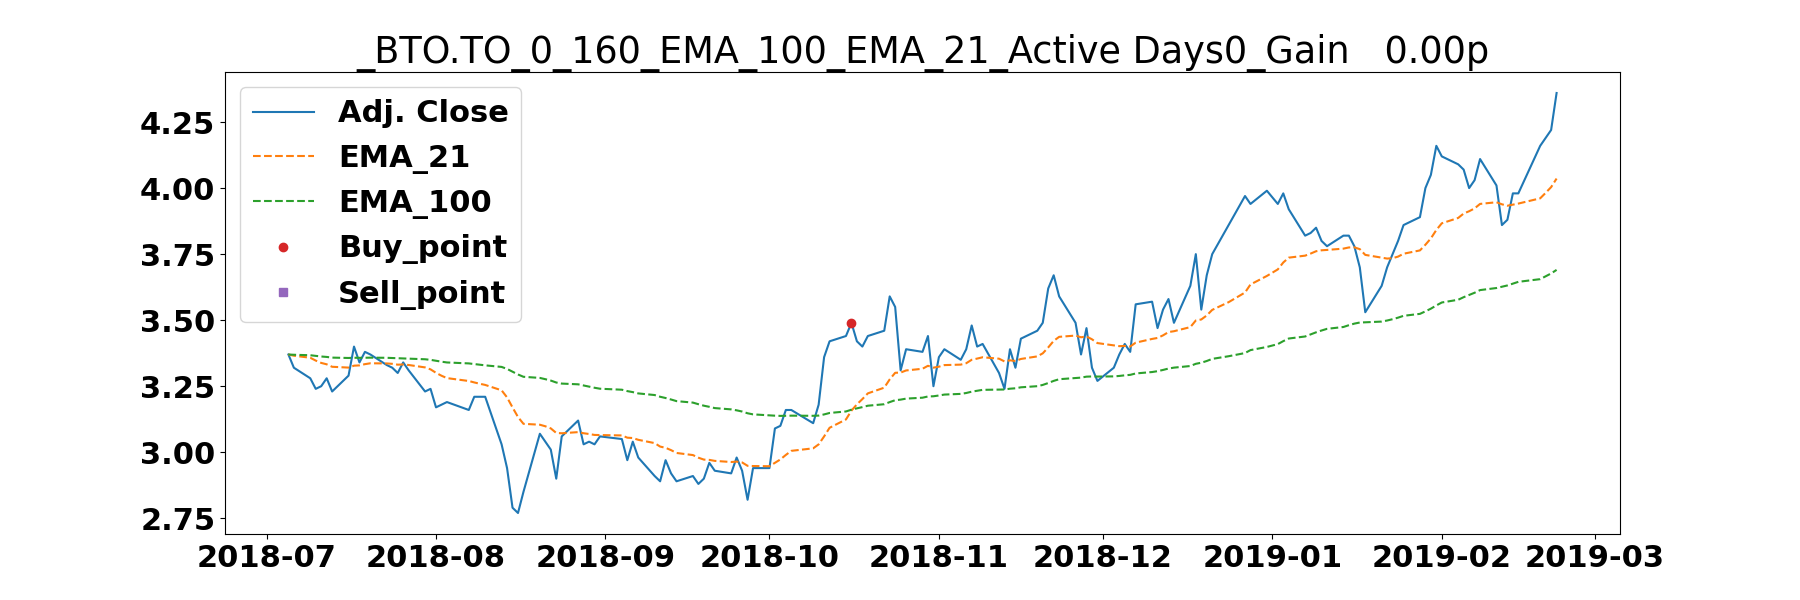 _BTO.TO_0_160_EMA_100_EMA_21_Active Days0_Gain   0.00p
Adj. Close
EMA_21
EMA_100
Buy_point
Sell_point
4.25
4.00
3.75
3.50
3.25
3.00
2.75
2018-07 2018-08 2018-09 2018-10 2018-11 2018-12 2019-01 2019-02 2019-03